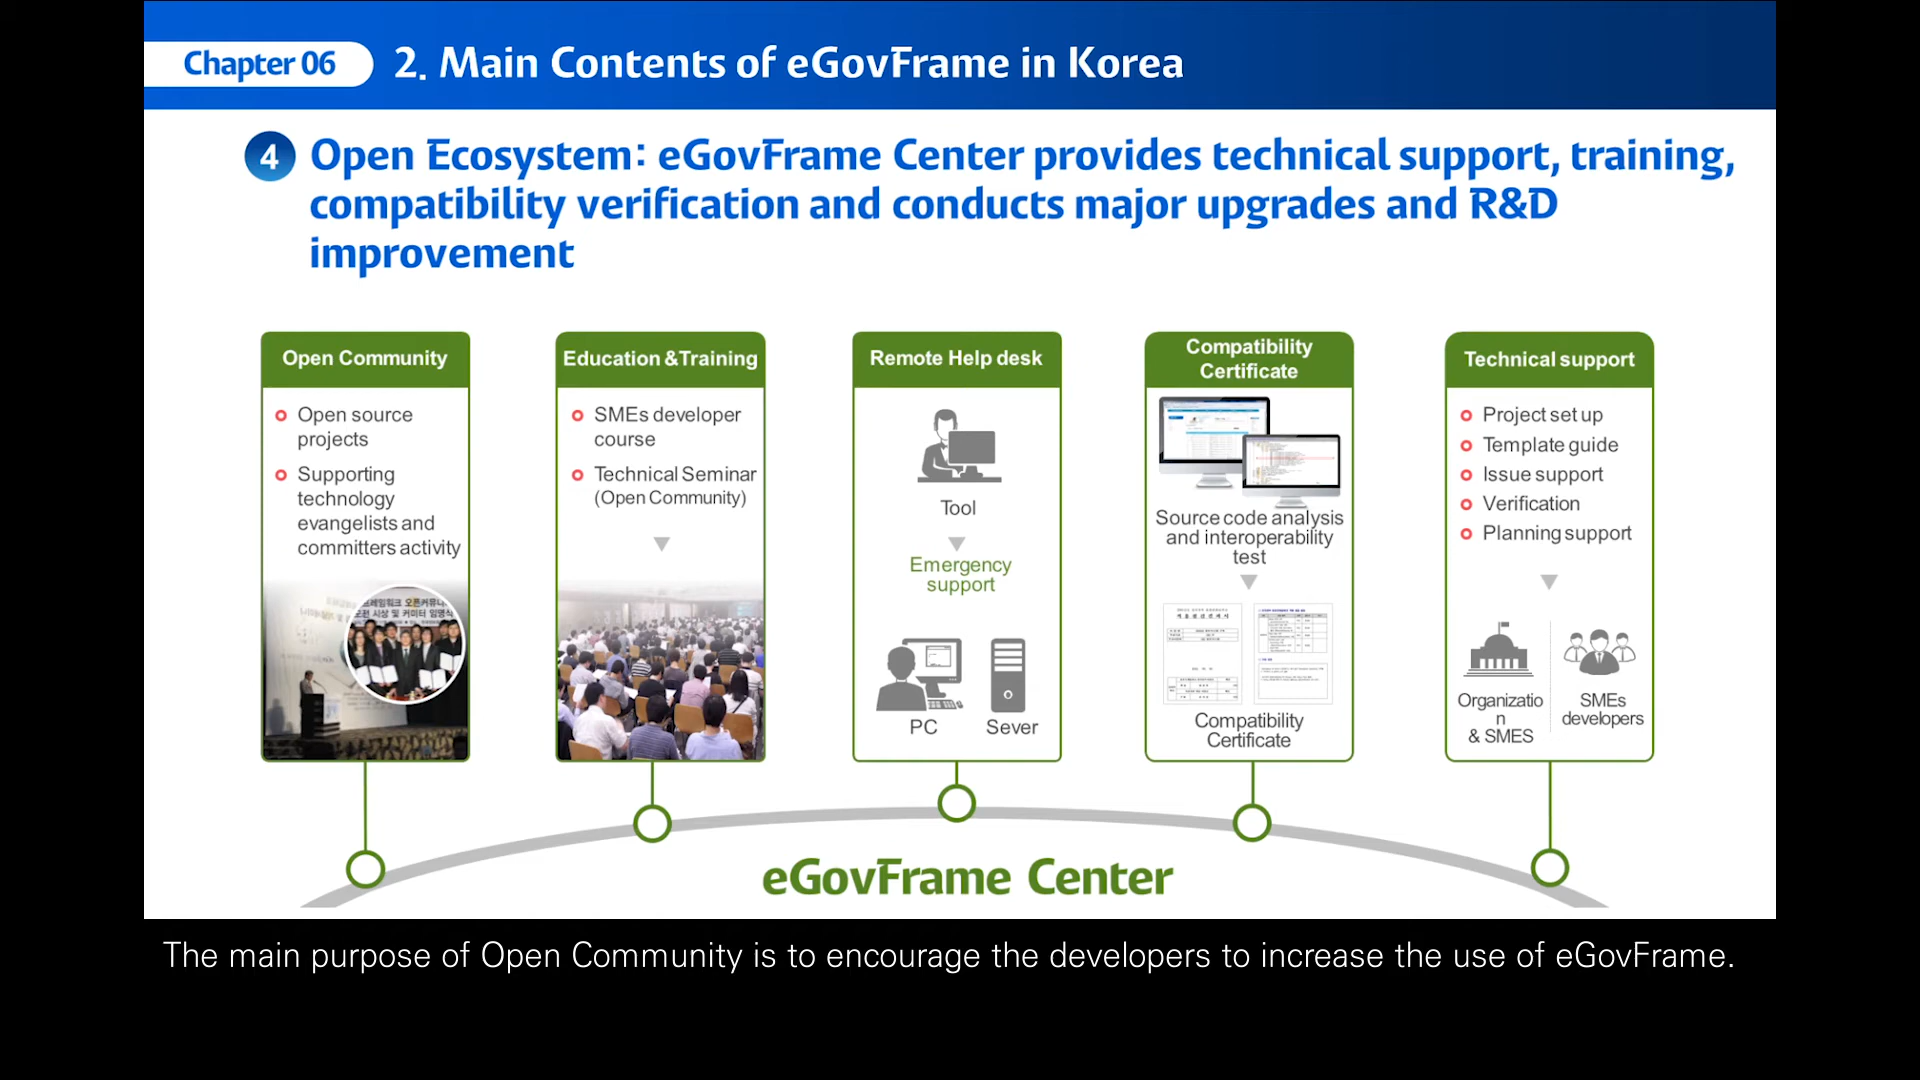 Chapter 06
2. Main Contents of eGovFrame in Korea
4
Open Ecosystem: eGovFrame Center provides technical support, training,
compatibility verification and conducts major upgrades and R&D
improvement
Open Community
Open source
projects
Supporting
technology
evangelists and
committers activity
Education &Training
SMEs developer
course
Technical Seminar
(Open Community)
Remote Help desk
Tool
Emergency
support
PC
Sever
Compatibility
Certificate
Source code analysis
and interoperability
test
Compatibility
Certificate
Technical support
Project set up
Template guide
Issue support
Verification
Planning support
Organizatio
n
& SMES
SMEs
developers
eGovFrame Center
The main purpose of Open Community is to encourage the developers to increase the use of eGovFrame.